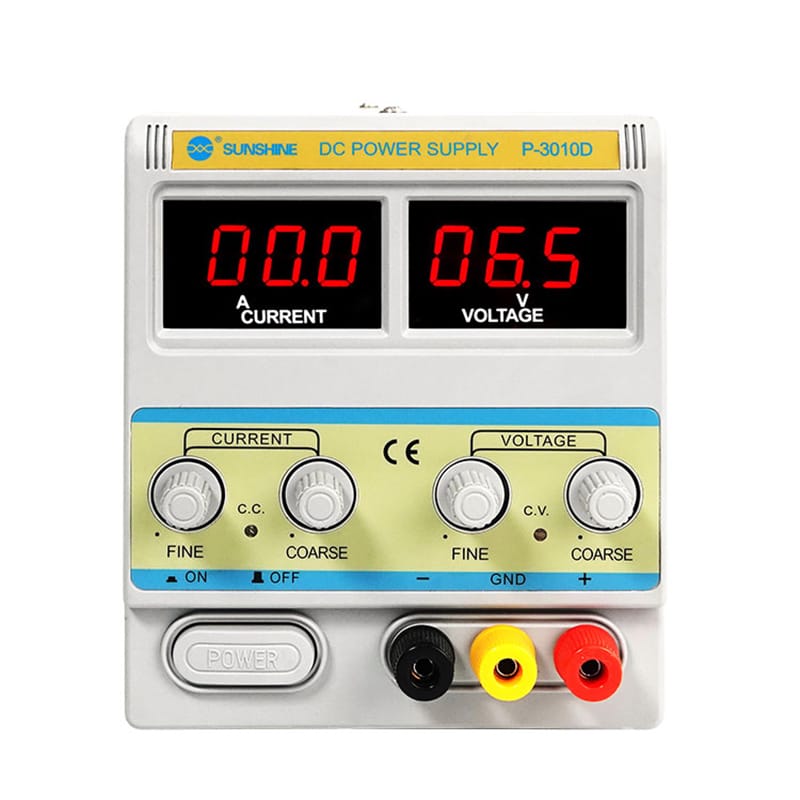 SUNSHINE® DC POWER SUPPLY P-3010D
00.0 06.5
A V
CURRENT VOLTAGE
CURRENT CE VOLTAGE
C.C. C.V.
FINE COARSE FINE COARSE
ON OFF − GND +
POWER